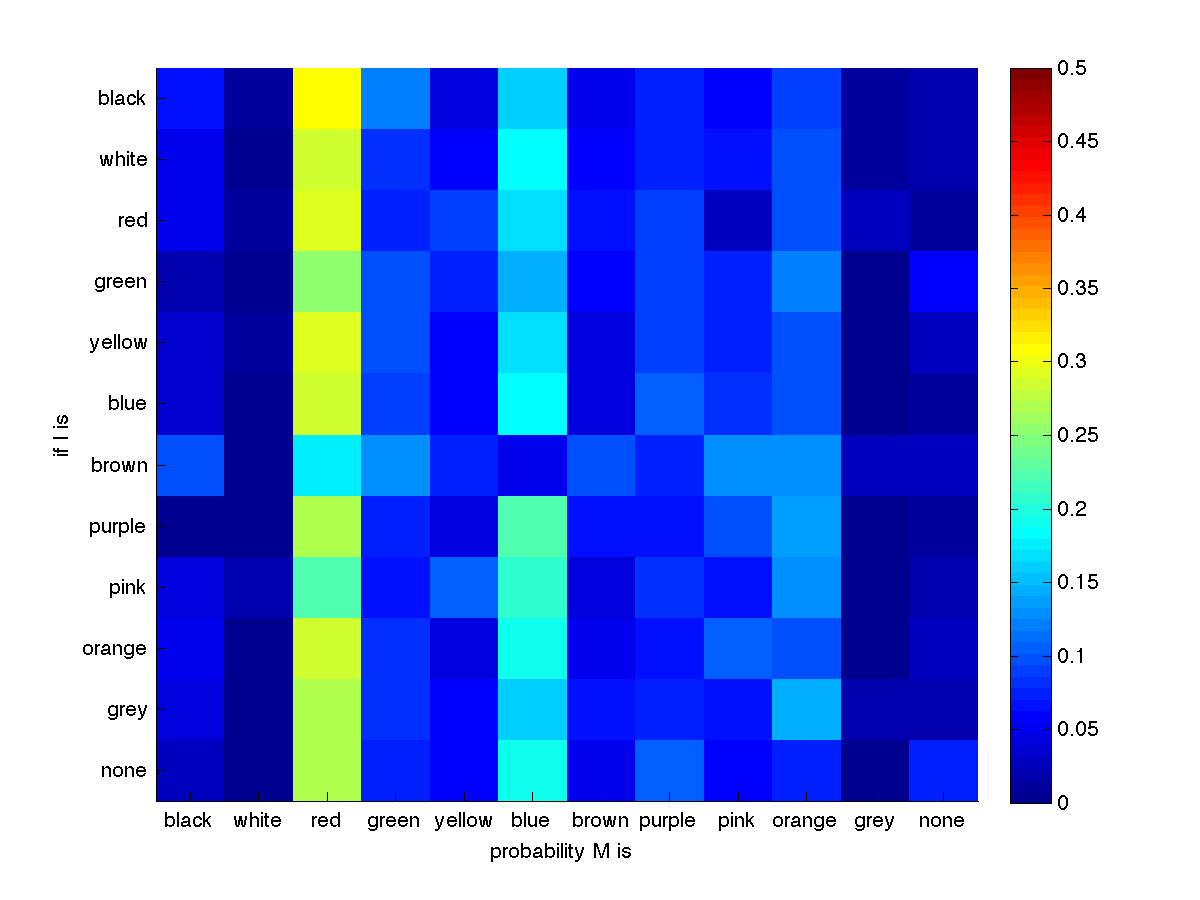 black
white
red
green
yellow
blue
brown
purple
pink
orange
grey
none
if I is
black white red green yellow blue brown purple pink orange grey none
probability M is
0.5
0.45
0.4
0.35
0.3
0.25
0.2
0.15
0.1
0.05
0